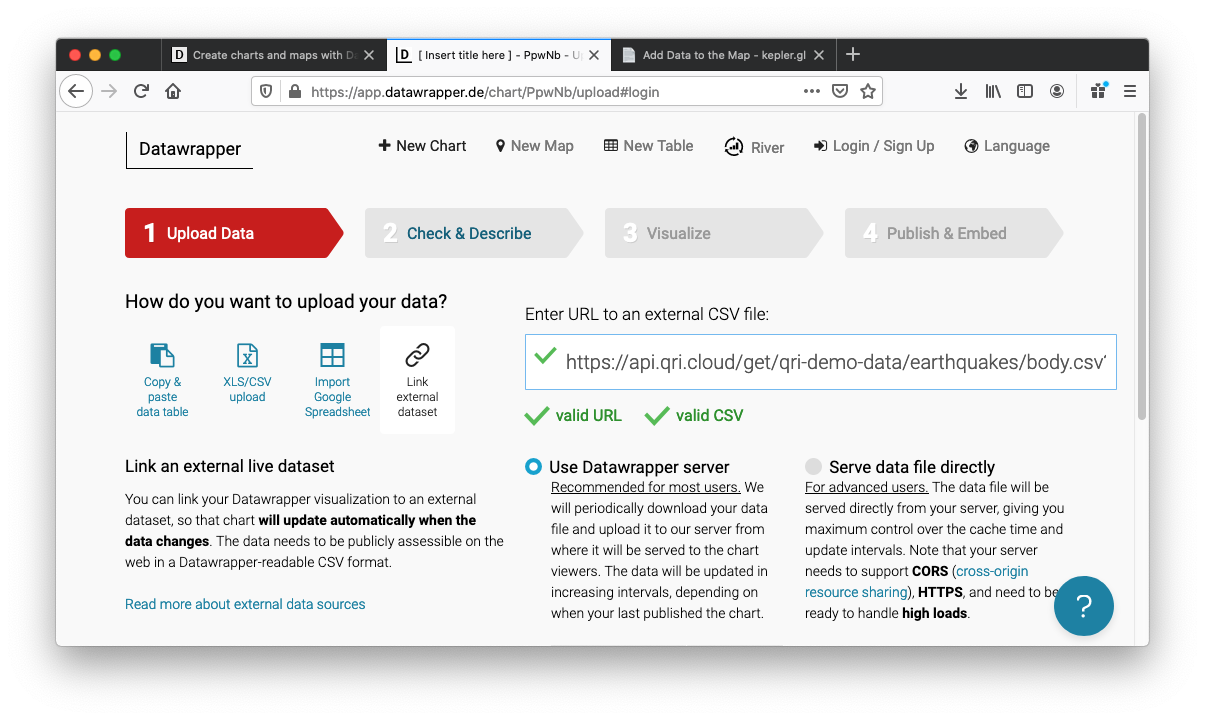 Create charts and maps with Da
[ Insert title here ] - PpwNb - U
Add Data to the Map - kepler.gl
https://app.datawrapper.de/chart/PpwNb/upload#login
Datawrapper
New Chart
New Map
New Table
River
Login / Sign Up
Language
1 Upload Data
2 Check & Describe
3 Visualize
4 Publish & Embed
How do you want to upload your data?
Copy &
paste
data table
XLS/CSV
upload
Import
Google
Spreadsheet
Link
external
dataset
Link an external live dataset
You can link your Datawrapper visualization to an external
dataset, so that chart will update automatically when the
data changes. The data needs to be publicly assessible on the
web in a Datawrapper-readable CSV format.
Read more about external data sources
Enter URL to an external CSV file:
https://api.qri.cloud/get/qri-demo-data/earthquakes/body.csv
valid URL
valid CSV
Use Datawrapper server
Recommended for most users. We
will periodically download your data
file and upload it to our server from
where it will be served to the chart
viewers. The data will be updated in
increasing intervals, depending on
when your last published the chart.
Serve data file directly
For advanced users. The data file will be
served directly from your server, giving you
maximum control over the cache time and
update intervals. Note that your server
needs to support CORS (cross-origin
resource sharing), HTTPS, and need to be
ready to handle high loads.
?